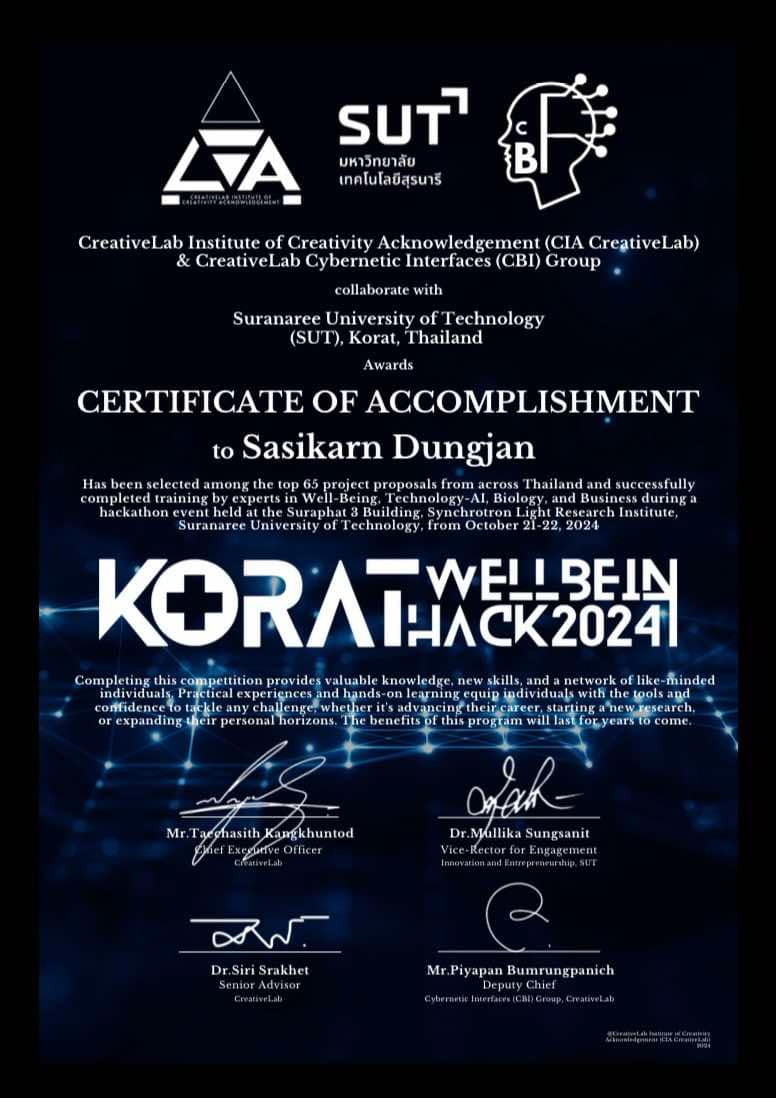 CIA
CREATIVELAB INSTITUTE OF
CREATIVITY ACKNOWLEDGEMENT
SUT
มหาวิทยาลัย
เทคโนโลยีสุรนารี
C
B
CreativeLab Institute of Creativity Acknowledgement (CIA CreativeLab)
& CreativeLab Cybernetic Interfaces (CBI) Group
collaborate with
Suranaree University of Technology
(SUT), Korat, Thailand
Awards
CERTIFICATE OF ACCOMPLISHMENT
to Sasikarn Dungjan
Has been selected among the top 65 project proposals from across Thailand and successfully
completed training by experts in Well-Being, Technology-AI, Biology, and Business during a
hackathon event held at the Suraphat 3 Building, Synchrotron Light Research Institute,
Suranaree University of Technology, from October 21-22, 2024
KORAT WELLBEIN
HACK2024
Completing this compettition provides valuable knowledge, new skills, and a network of like-minded
individuals. Practical experiences and hands-on learning equip individuals with the tools and
confidence to tackle any challenge, whether it's advancing their career, starting a new research,
or expanding their personal horizons. The benefits of this program will last for years to come.
Mr.Taechasith Kangkhuntod
Chief Executive Officer
CreativeLab
Dr.Mullika Sungsanit
Vice-Rector for Engagement
Innovation and Entrepreneurship, SUT
Dr.Siri Srakhet
Senior Advisor
CreativeLab
Mr.Piyapan Bumrungpanich
Deputy Chief
Cybernetic Interfaces (CBI) Group, CreativeLab
@CreativeLab Institute of Creativity
Acknowledgement (CIA CreativeLab)
2024